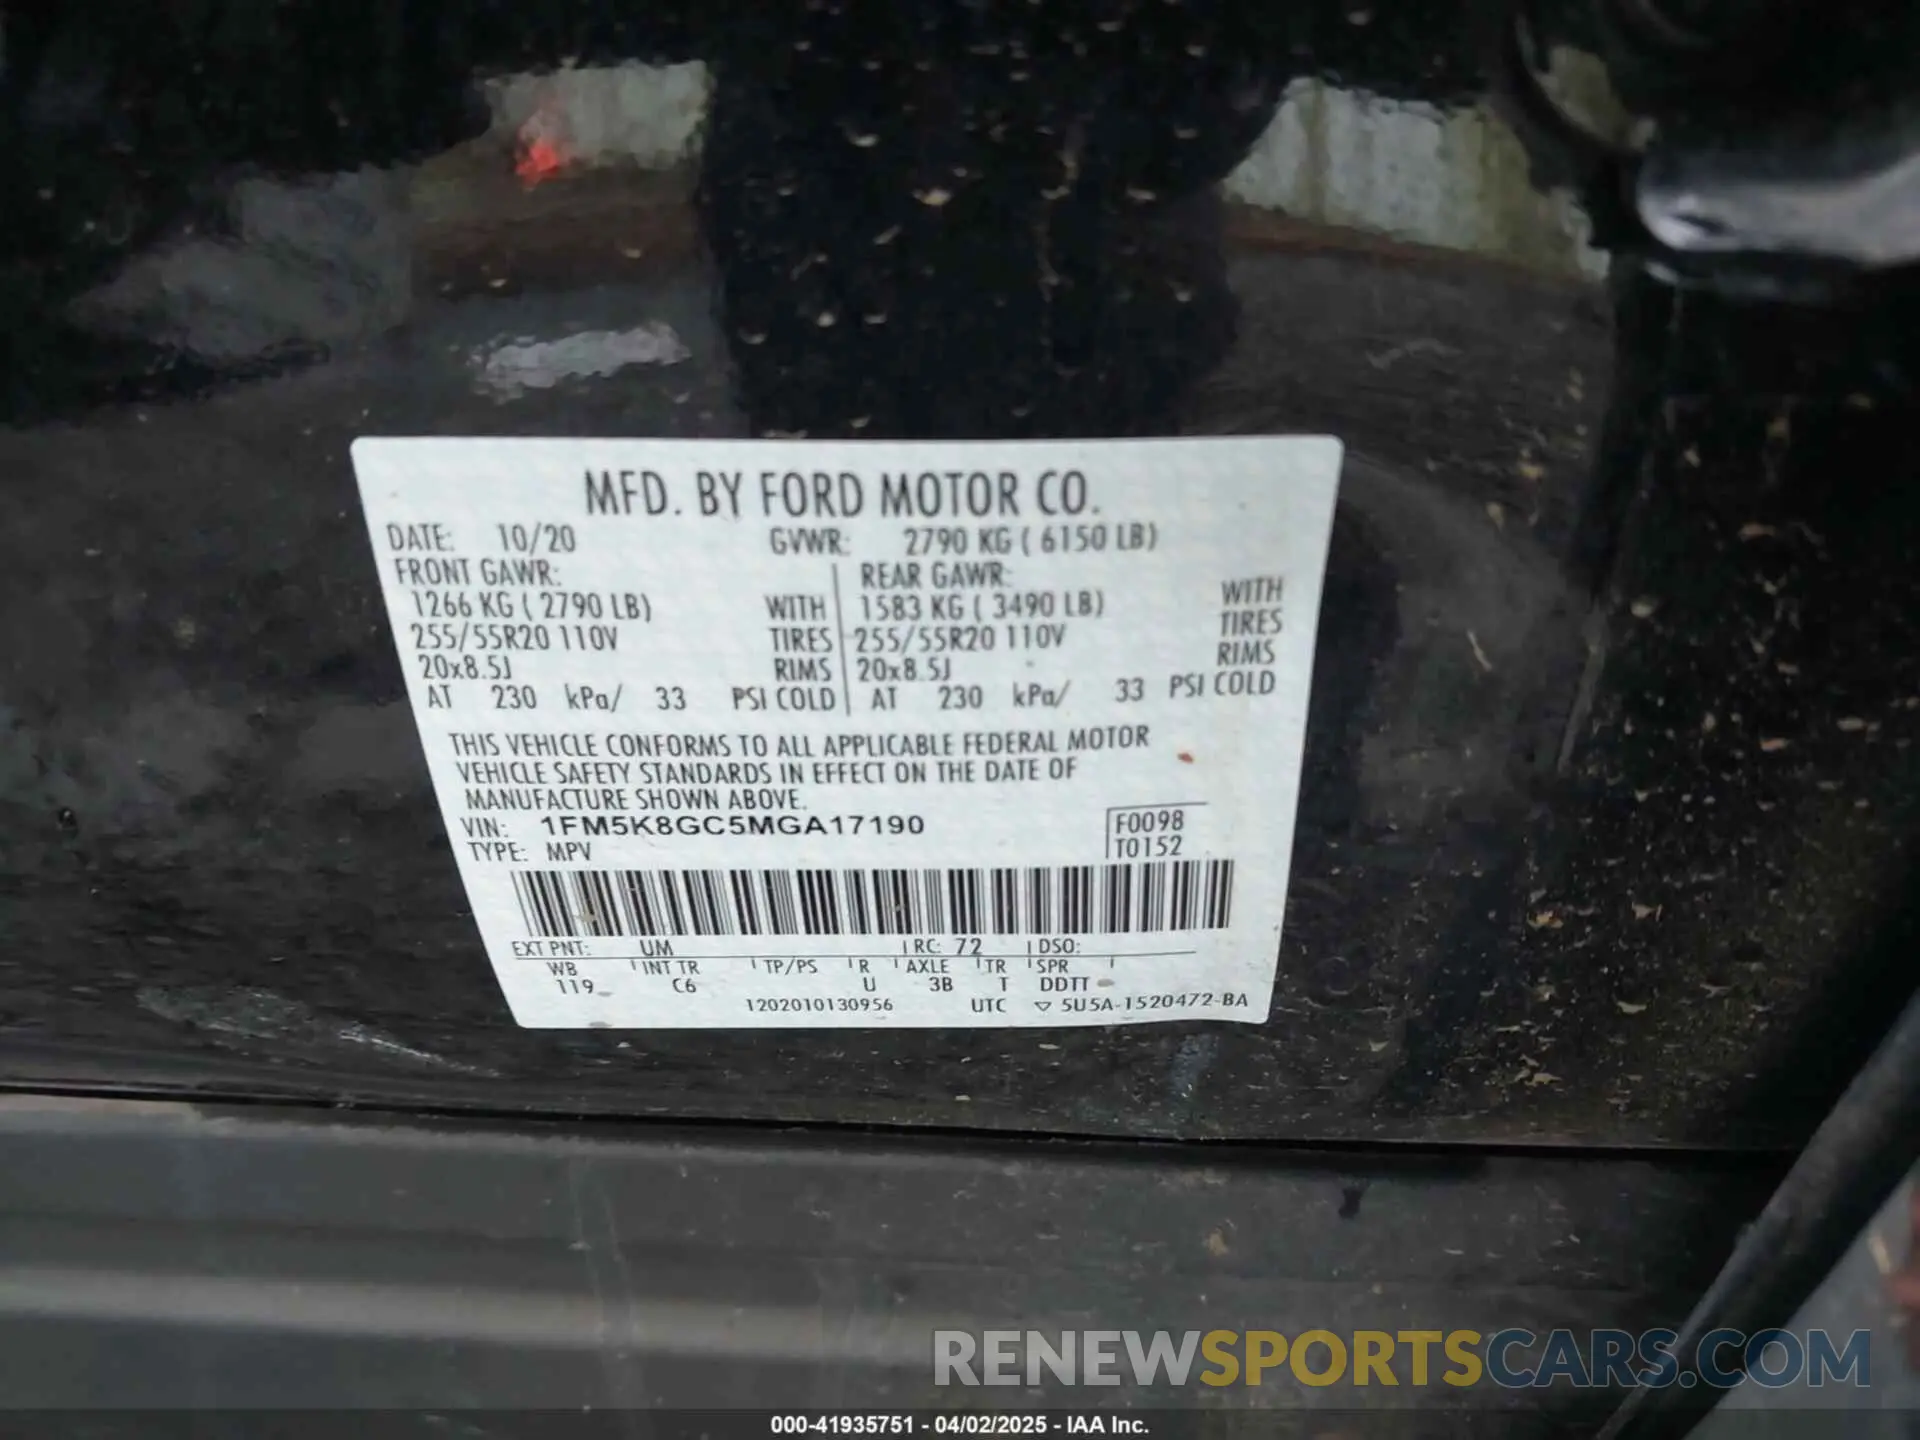 MFD. BY FORD MOTOR CO.
DATE: 10/20 GVWR: 2790 KG ( 6150 LB)
FRONT GAWR: REAR GAWR:
1266 KG ( 2790 LB) WITH 1583 KG ( 3490 LB) WITH
255/55R20 110V TIRES 255/55R20 110V TIRES
20x8.5J RIMS 20x8.5J RIMS
AT 230 kPa/ 33 PSI COLD AT 230 kPa/ 33 PSI COLD
THIS VEHICLE CONFORMS TO ALL APPLICABLE FEDERAL MOTOR
VEHICLE SAFETY STANDARDS IN EFFECT ON THE DATE OF
MANUFACTURE SHOWN ABOVE.
VIN: 1FM5K8GC5MGA17190 F0098
TYPE: MPV T0152
EXT PNT: UM RC: 72 DSO:
WB INT TR TP/PS R AXLE TR SPR
119 C6 U 3B T DDTT
1202010130956 UTC ▽ 5U5A-1520472-BA
RENEWSPORTSCARS.COM
000-41935751 - 04/02/2025 - IAA Inc.